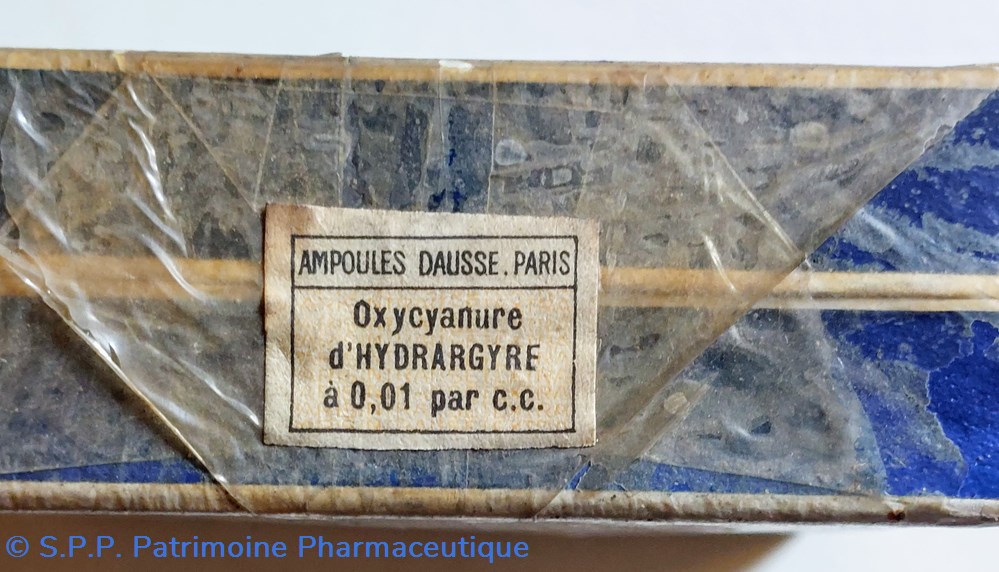 AMPOULES DAUSSE. PARIS
Oxycyanure
d'HYDRARGYRE
à 0,01 par c.c.
© S.P.P. Patrimoine Pharmaceutique